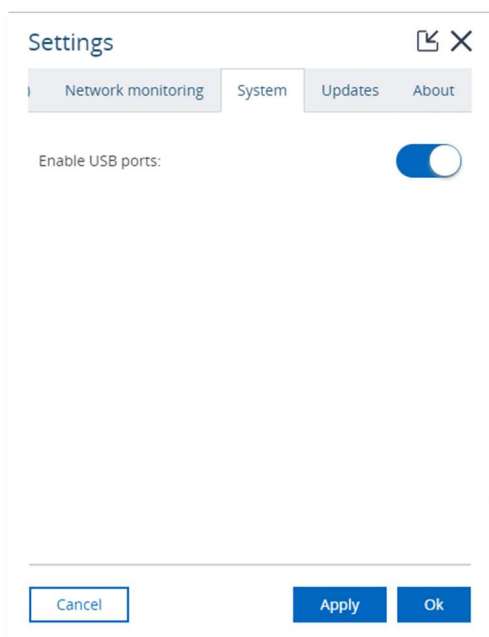 Settings
) Network monitoring System Updates About
Enable USB ports:
Cancel Apply Ok